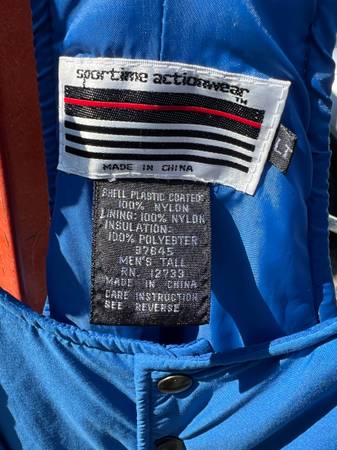 sportime actionwear
TM
MADE IN CHINA
LT
SHELL PLASTIC COATED:
100% NYLON
LINING: 100% NYLON
INSULATION:
100% POLYESTER
37645
MEN'S TALL
RN. 12733
MADE IN CHINA
CARE INSTRUCTION
SEE REVERSE